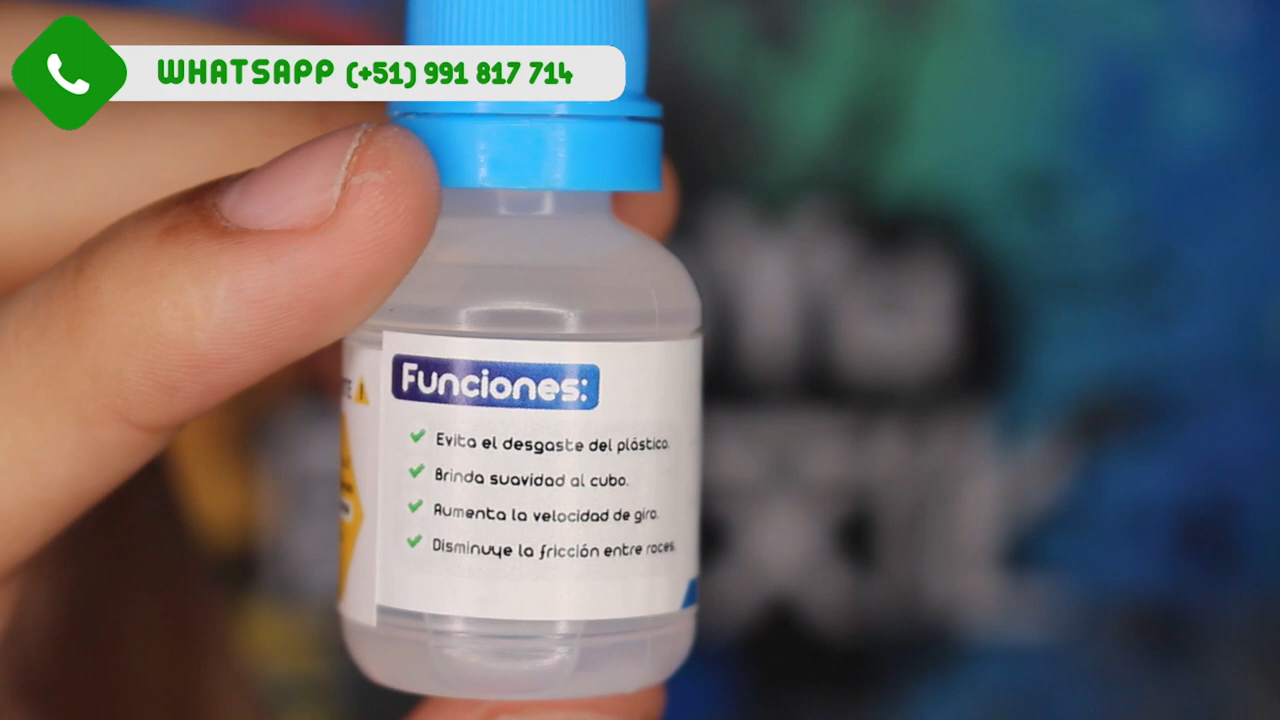 WHATSAPP (+51) 991 817 714
Funciones:
Evita el desgaste del plástico.
Brinda suavidad al cubo.
Aumenta la velocidad de giro.
Disminuye la fricción entre roces.